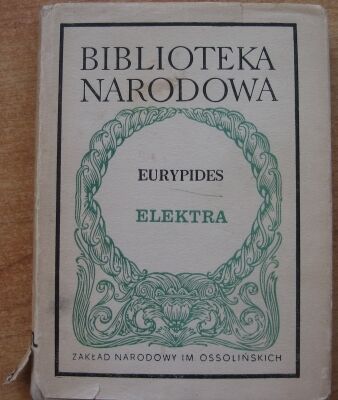 BIBLIOTEKA
NARODOWA
EURYPIDES
ELEKTRA
ZAKŁAD NARODOWY IM OSSOLIŃSKICH